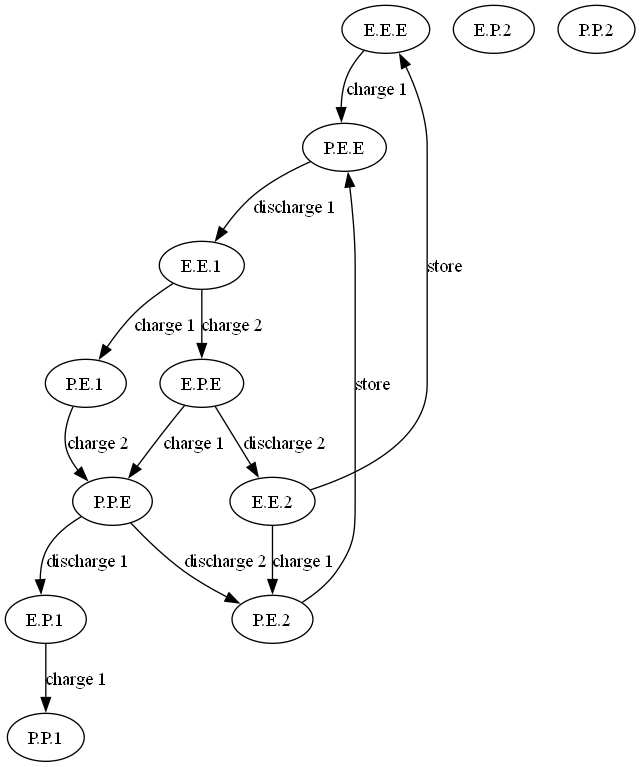 E.E.E
E.P.2
P.P.2
charge 1
P.E.E
discharge 1
E.E.1
store
charge 1
charge 2
P.E.1
E.P.E
store
charge 2
charge 1
discharge 2
P.P.E
E.E.2
discharge 1
discharge 2
charge 1
E.P.1
P.E.2
charge 1
P.P.1